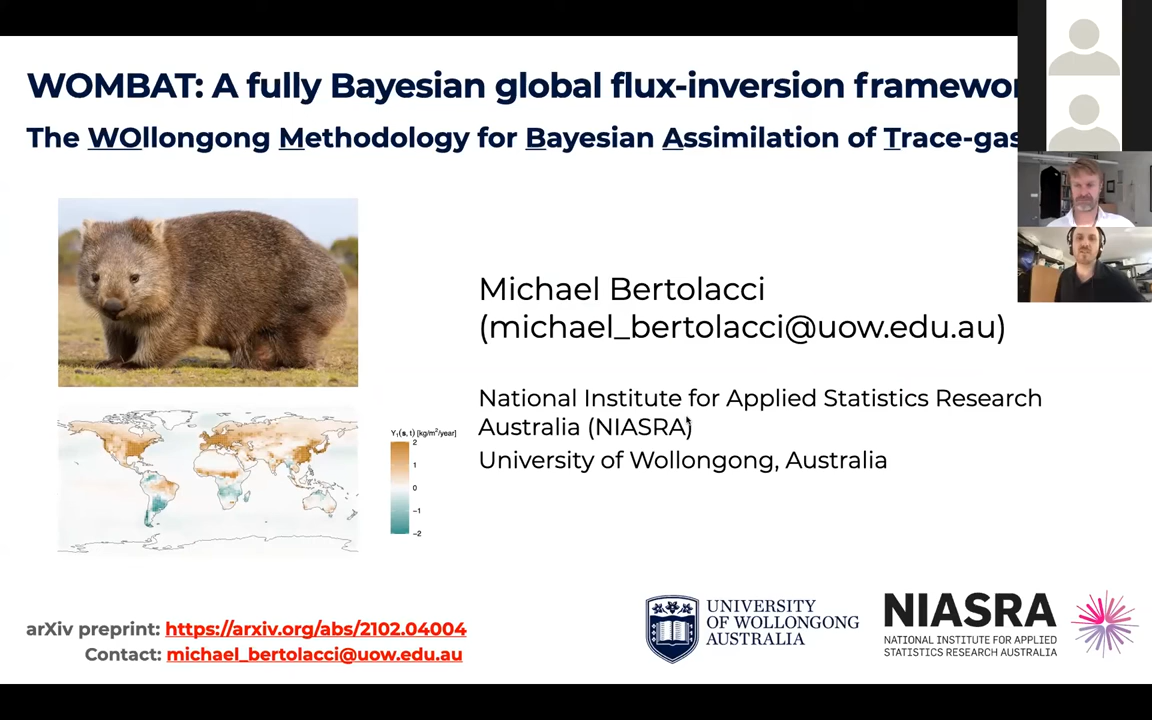 WOMBAT: A fully Bayesian global flux-inversion
The WOllongong Methodology for Bayesian Assimilation of
Michael Bertolacci
(michael_bertolacci@uow.edu.au)
National Institute for Applied Statistics Research
Australia (NIASRA)
University of Wollongong, Australia
Y₁(s, t) [kg/m²/year]
2
1
0
−1
−2
arXiv preprint: https://arxiv.org/abs/2102.04004
Contact: michael_bertolacci@uow.edu.au
UNIVERSITY
OF WOLLONGONG
AUSTRALIA
NIASRA
NATIONAL INSTITUTE FOR APPLIED
STATISTICS RESEARCH AUSTRALIA